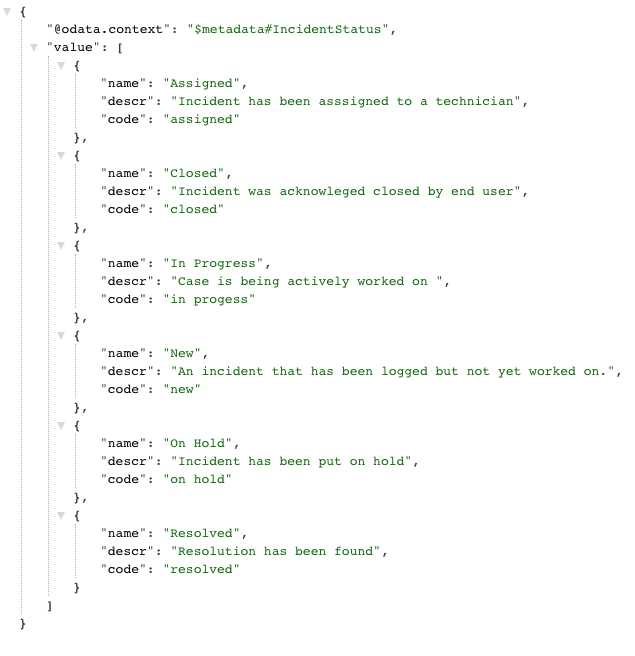 {
"@odata.context": "$metadata#IncidentStatus",
"value": [
{
"name": "Assigned",
"descr": "Incident has been asssigned to a technician",
"code": "assigned"
},
{
"name": "Closed",
"descr": "Incident was acknowleged closed by end user",
"code": "closed"
},
{
"name": "In Progress",
"descr": "Case is being actively worked on ",
"code": "in progess"
},
{
"name": "New",
"descr": "An incident that has been logged but not yet worked on.",
"code": "new"
},
{
"name": "On Hold",
"descr": "Incident has been put on hold",
"code": "on hold"
},
{
"name": "Resolved",
"descr": "Resolution has been found",
"code": "resolved"
}
]
}